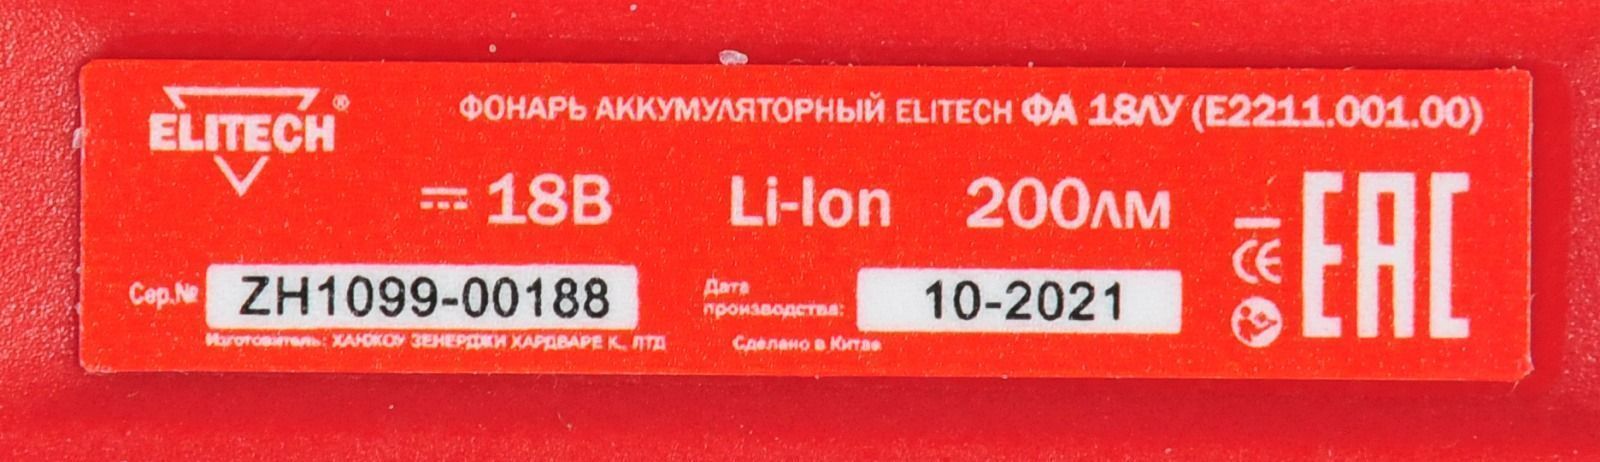 ELITECH®
ФОНАРЬ АККУМУЛЯТОРНЫЙ ELITECH ФА 18ЛУ (E2211.001.00)
18В Li-Ion 200лм
Сер.№ ZH1099-00188
Дата производства: 10-2021
Изготовитель: ХАНЖОУ ЗЕНЕРДЖИ ХАРДВАРЕ К., ЛТД
Сделано в Китае
CE
EAC